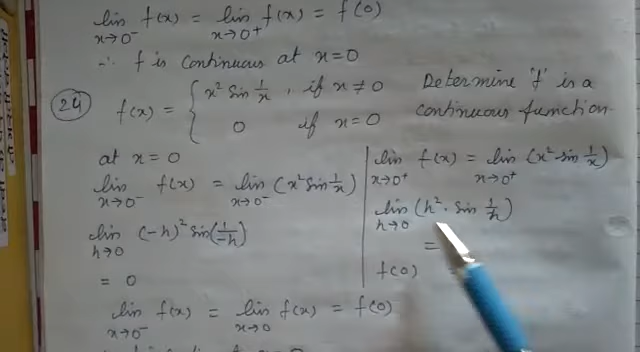 lim x→0⁻ f(x) = lim x→0⁺ f(x) = f(0)
∴ f is continuous at x=0
24 f(x) = { x² sin 1/x , if x ≠ 0
0 if x = 0
Determine 'f' is a
continuous function
at x = 0
lim x→0⁻ f(x) = lim x→0⁻ (x² sin 1/x)
lim h→0 (-h)² sin(1/-h)
= 0
lim x→0⁺ f(x) = lim x→0⁺ (x² sin 1/x)
lim h→0 (h² · sin 1/h)
=
f(0)
lim x→0⁻ f(x) = lim x→0 f(x) = f(0)